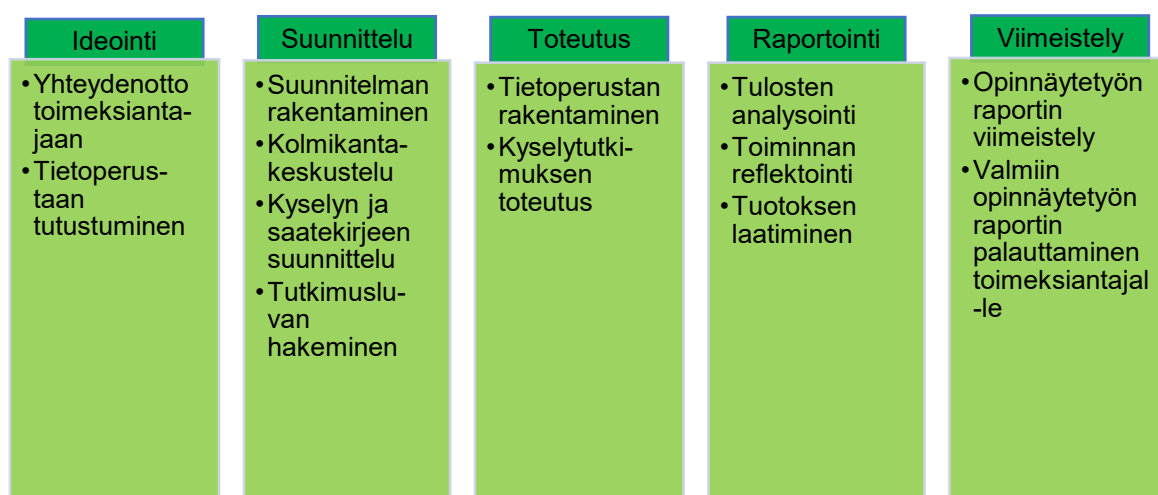 Ideointi
•Yhteydenotto
toimeksianta-
jaan
•Tietoperus-
taan
tutustuminen
Suunnittelu
•Suunnitelman
rakentaminen
•Kolmikanta-
keskustelu
•Kyselyn ja
saatekirjeen
suunnittelu
•Tutkimuslu-
van
hakeminen
Toteutus
•Tietoperustan
rakentaminen
•Kyselytutki-
muksen
toteutus
Raportointi
•Tulosten
analysointi
•Toiminnan
reflektointi
•Tuotoksen
laatiminen
Viimeistely
•Opinnäytetyön
raportin
viimeistely
•Valmiin
opinnäytetyön
raportin
palauttaminen
toimeksiantajal
-le